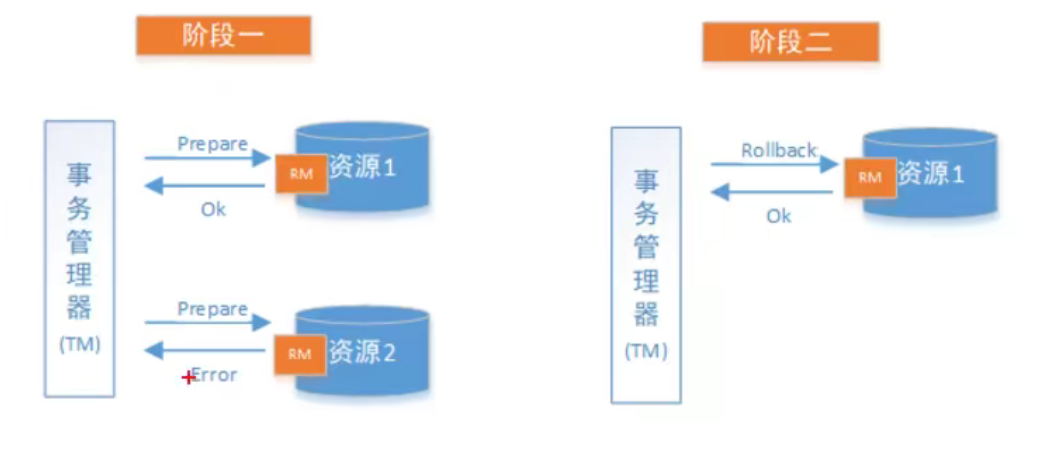 阶段一
阶段二
事务管理器
(TM)
Prepare
RM
资源1
Ok
Prepare
RM
资源2
Error
事务管理器
(TM)
Rollback
RM
资源1
Ok